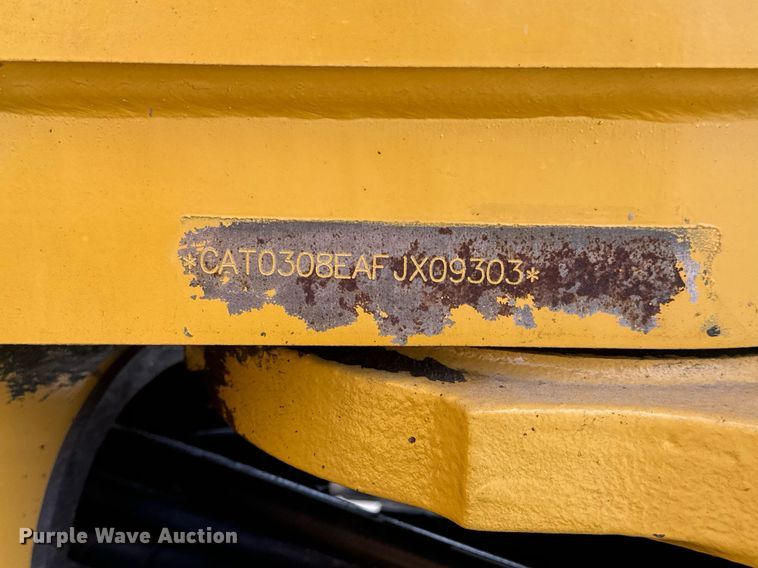 *CAT0308EAFJX09303*
Purple Wave Auction